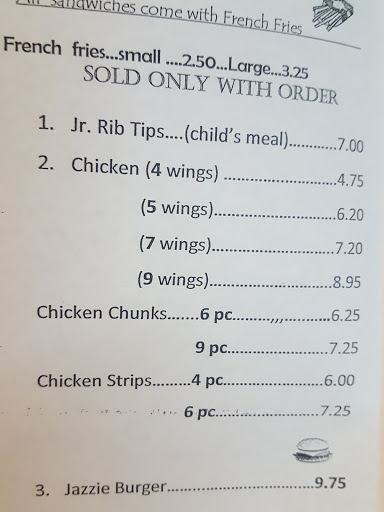 sandwiches come with French Fries
French fries...small ....2.50...Large...3.25
SOLD ONLY WITH ORDER
1. Jr. Rib Tips....(child's meal)............7.00
2. Chicken (4 wings) ............................4.75
(5 wings)..............................6.20
(7 wings)..............................7.20
(9 wings)..............................8.95
Chicken Chunks.......6 pc.........,,,...........6.25
9 pc.........................7.25
Chicken Strips........4 pc..........................6.00
6 pc..........................7.25
3. Jazzie Burger...................................9.75